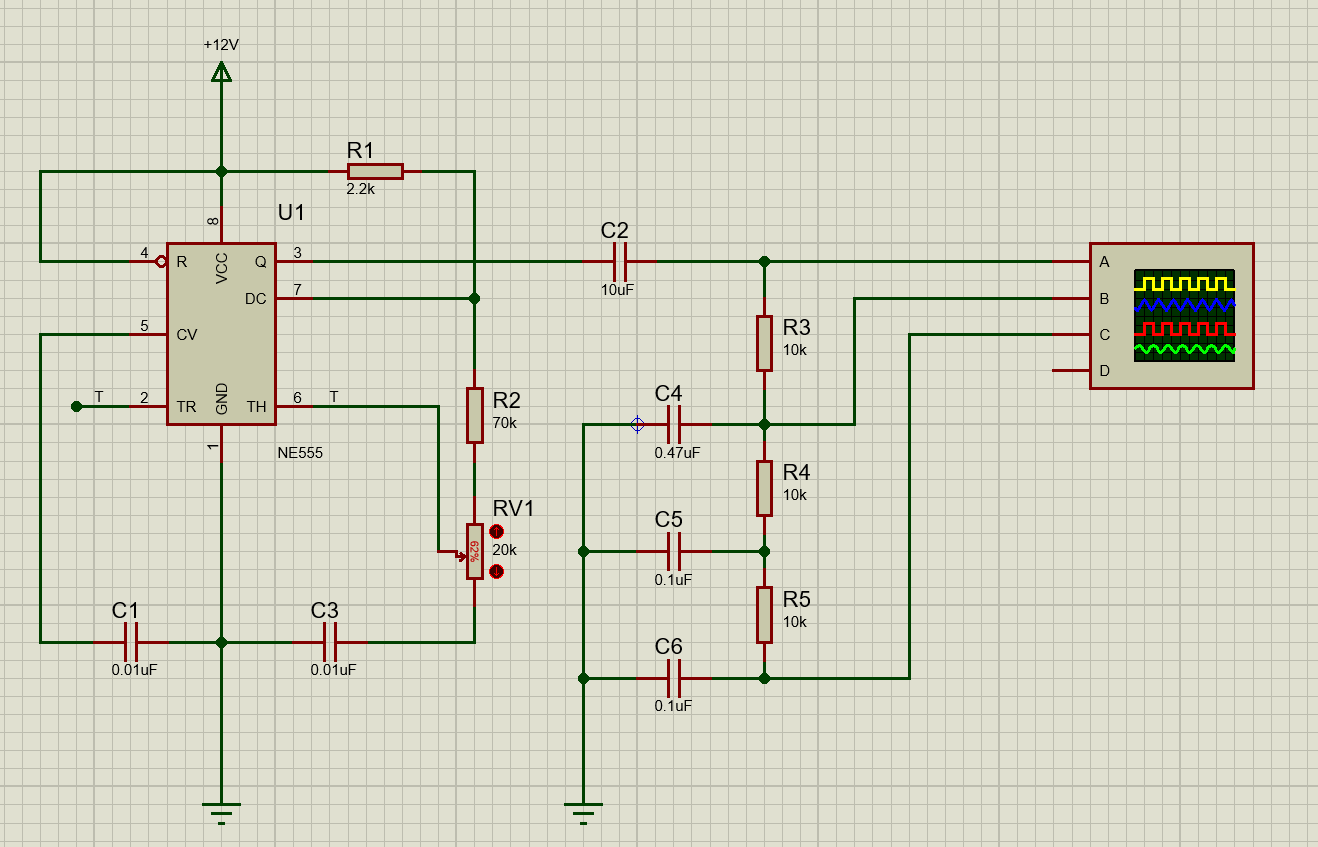 +12V
R1
2.2k
U1
8
VCC
4
R
Q
3
DC
7
5
CV
T
2
TR
GND
TH
6
T
1
NE555
C2
10uF
A
B
C
D
R3
10k
R2
70k
C4
0.47uF
R4
10k
RV1
62%
20k
C5
0.1uF
R5
10k
C1
0.01uF
C3
0.01uF
C6
0.1uF